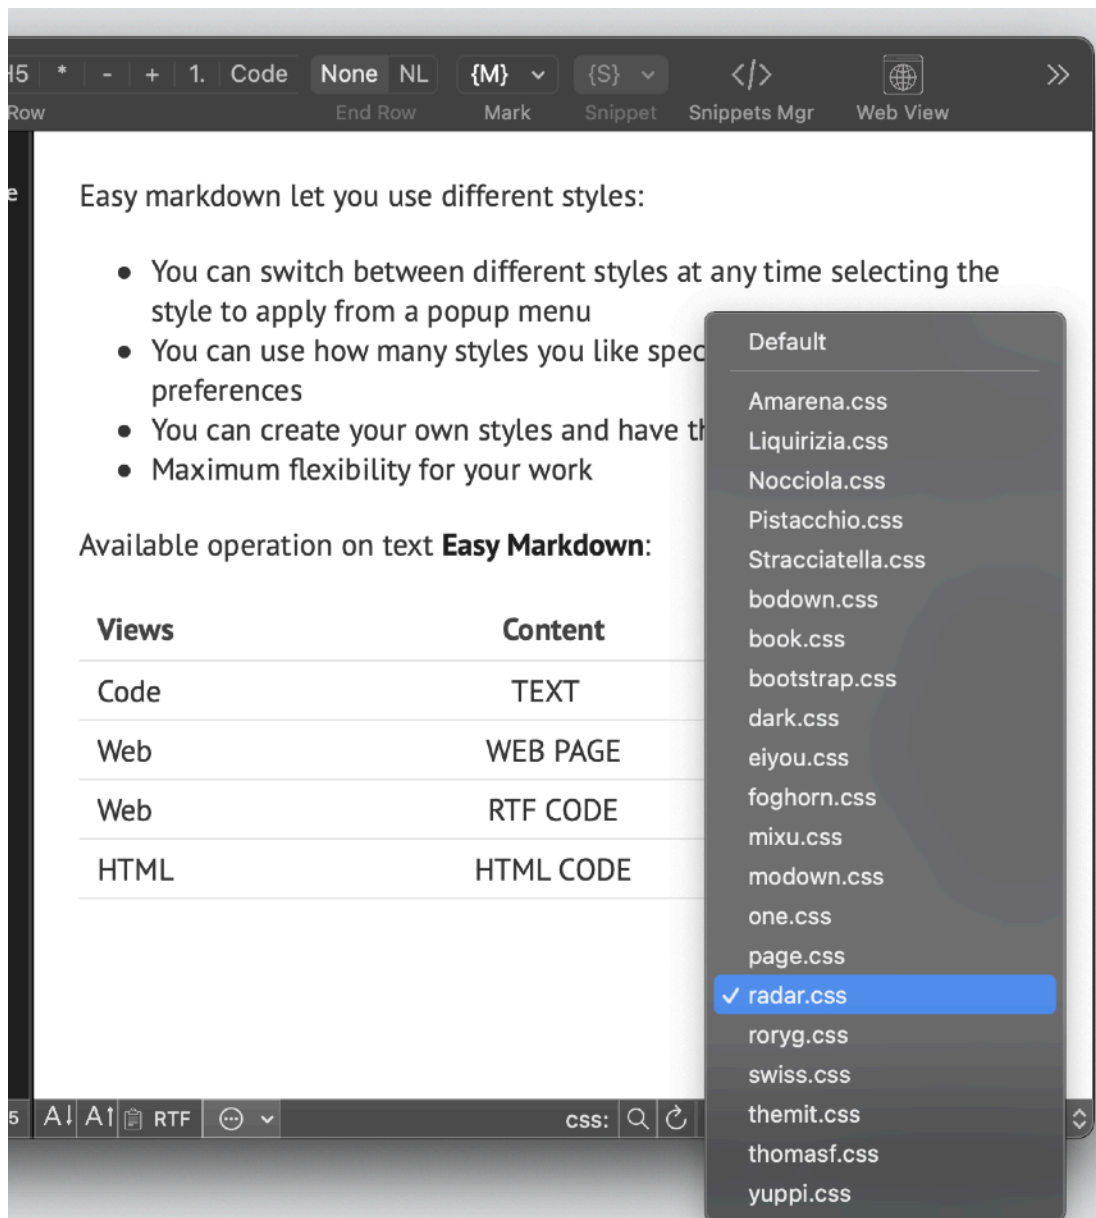 H5 * - + 1. Code None NL {M} {S} </> »
Row End Row Mark Snippet Snippets Mgr Web View
e
Easy markdown let you use different styles:
• You can switch between different styles at any time selecting the
style to apply from a popup menu
• You can use how many styles you like spec
preferences
• You can create your own styles and have th
• Maximum flexibility for your work
Available operation on text Easy Markdown:
Views Content
Code TEXT
Web WEB PAGE
Web RTF CODE
HTML HTML CODE
Default
Amarena.css
Liquirizia.css
Nocciola.css
Pistacchio.css
Stracciatella.css
bodown.css
book.css
bootstrap.css
dark.css
eiyou.css
foghorn.css
mixu.css
modown.css
one.css
page.css
✓ radar.css
roryg.css
swiss.css
themit.css
thomasf.css
yuppi.css
5 A↓ A↑ RTF css: